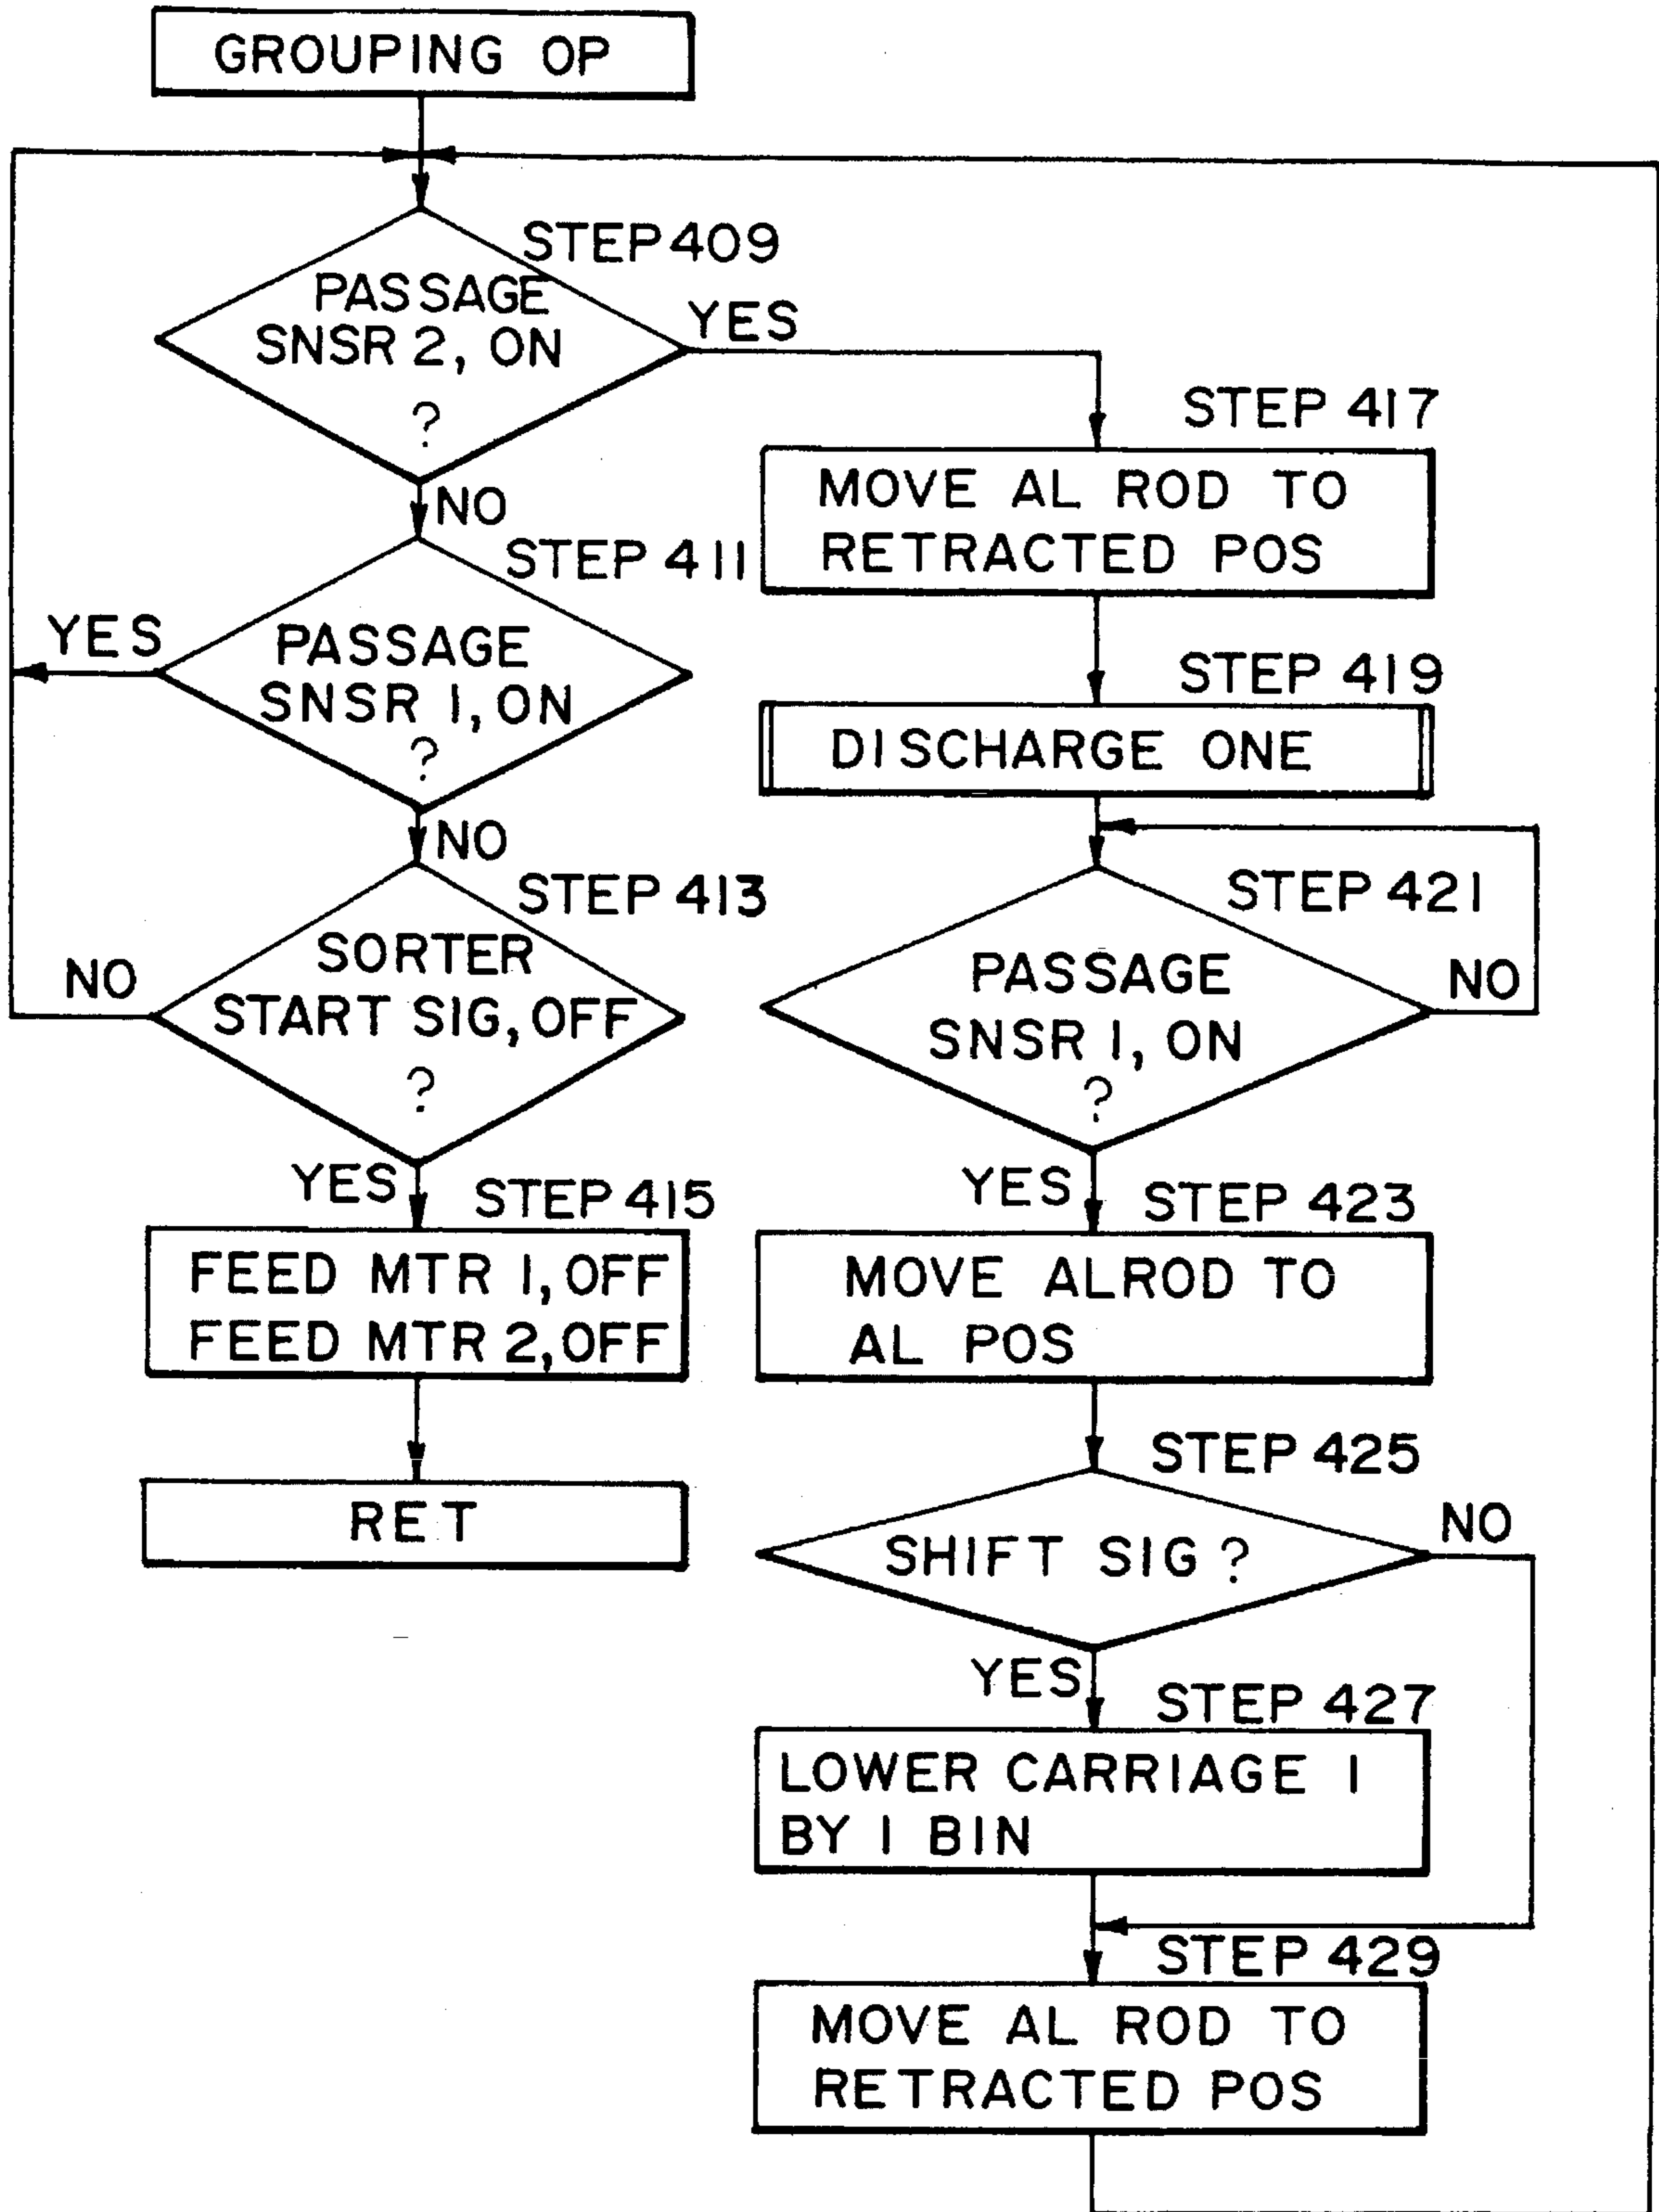 GROUPING OP
STEP 409
PASSAGE
SNSR 2, ON
?
YES
NO
STEP 411
PASSAGE
SNSR 1, ON
?
YES
NO
STEP 413
SORTER
START SIG, OFF
?
NO
YES
STEP 415
FEED MTR 1, OFF
FEED MTR 2, OFF
RET
STEP 417
MOVE AL ROD TO
RETRACTED POS
STEP 419
DISCHARGE ONE
STEP 421
PASSAGE
SNSR 1, ON
?
NO
YES
STEP 423
MOVE ALROD TO
AL POS
STEP 425
SHIFT SIG ?
NO
YES
STEP 427
LOWER CARRIAGE 1
BY 1 BIN
STEP 429
MOVE AL ROD TO
RETRACTED POS